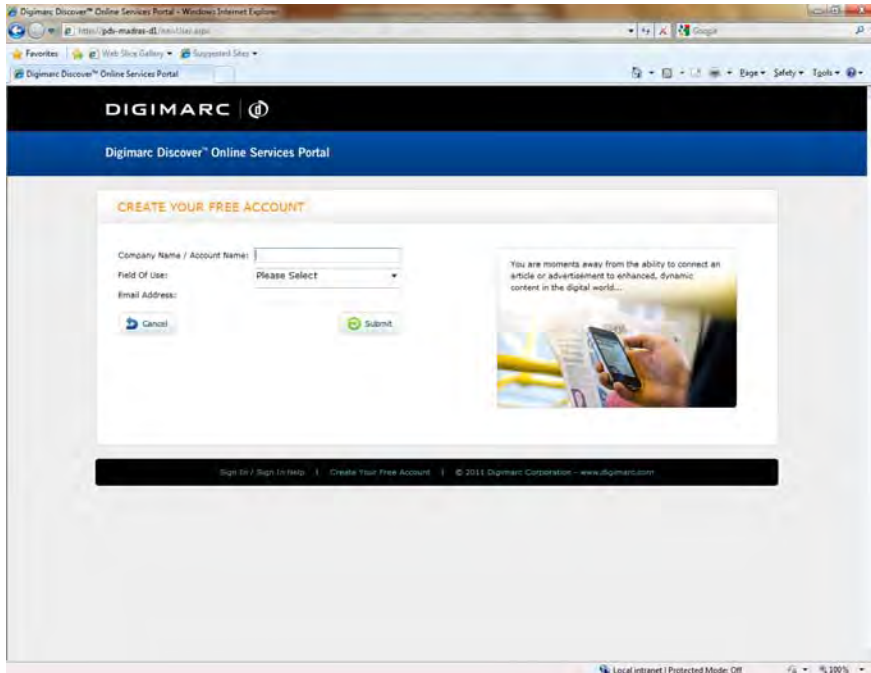 Digimarc Discover™ Online Services Portal - Windows Internet Explorer
Google
Favorites Web Slice Gallery Suggested Sites
Digimarc Discover™ Online Services Portal
Page Safety Tools
DIGIMARC
Digimarc Discover™ Online Services Portal
CREATE YOUR FREE ACCOUNT
Company Name / Account Name:
Field Of Use:
Please Select
Email Address:
Cancel
Submit
You are moments away from the ability to connect an
article or advertisement to enhanced, dynamic
content in the digital world...
Sign In / Sign In Help | Create Your Free Account | © 2011 Digimarc Corporation - www.digimarc.com
Local intranet | Protected Mode: Off
100%